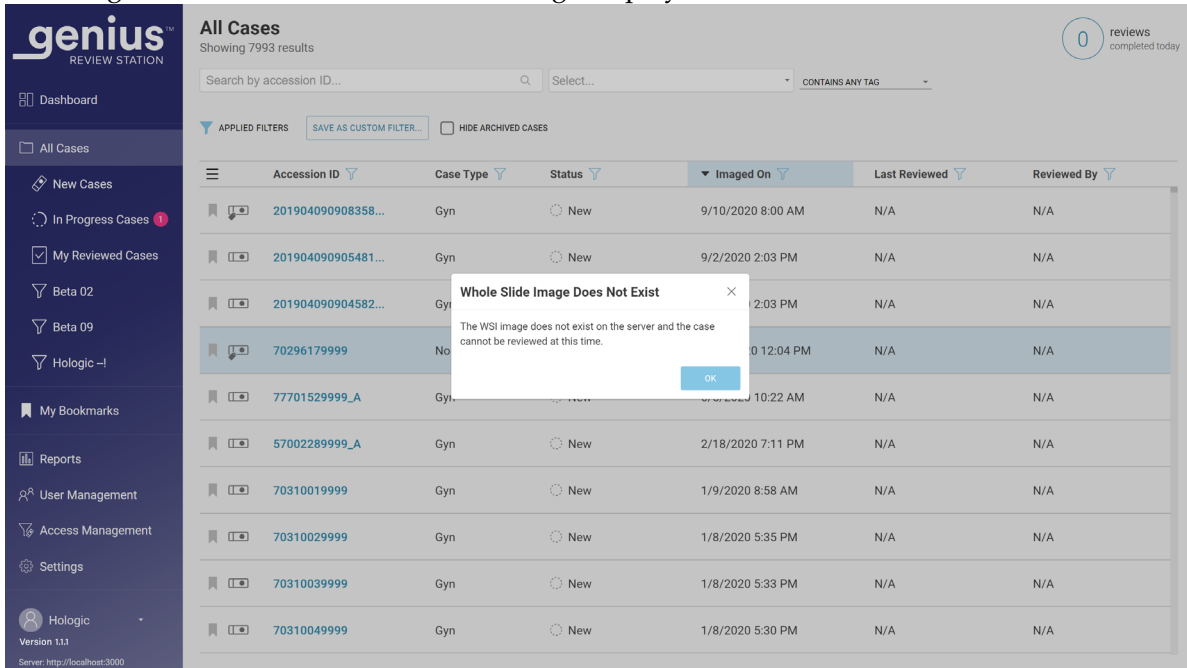 genius™
REVIEW STATION
Dashboard
All Cases
New Cases
In Progress Cases 1
My Reviewed Cases
Beta 02
Beta 09
Hologic --!
My Bookmarks
Reports
User Management
Access Management
Settings
Hologic
Version 1.1.1
Server: http://localhost:3000
All Cases
Showing 7993 results
0 reviews
completed today
Search by accession ID... Select... CONTAINS ANY TAG
APPLIED FILTERS SAVE AS CUSTOM FILTER... HIDE ARCHIVED CASES
Accession ID Case Type Status Imaged On Last Reviewed Reviewed By
201904090908358... Gyn New 9/10/2020 8:00 AM N/A N/A
201904090905481... Gyn New 9/2/2020 2:03 PM N/A N/A
201904090904582... 2:03 PM N/A N/A
70296179999 12:04 PM N/A N/A
77701529999_A Gyn New 10:22 AM N/A N/A
57002289999_A Gyn New 2/18/2020 7:11 PM N/A N/A
70310019999 Gyn New 1/9/2020 8:58 AM N/A N/A
70310029999 Gyn New 1/8/2020 5:35 PM N/A N/A
70310039999 Gyn New 1/8/2020 5:33 PM N/A N/A
70310049999 Gyn New 1/8/2020 5:30 PM N/A N/A
Whole Slide Image Does Not Exist
The WSI image does not exist on the server and the case
cannot be reviewed at this time.
OK